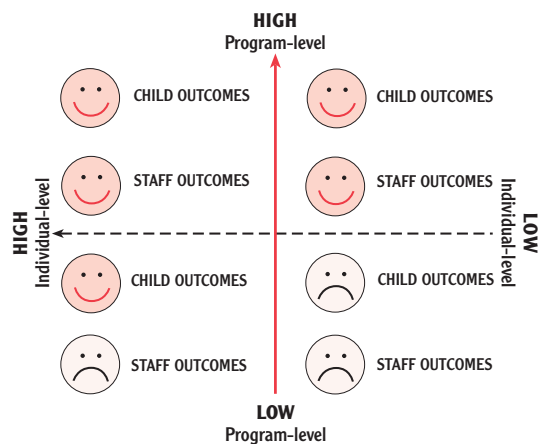 HIGH
Program-level
CHILD OUTCOMES
CHILD OUTCOMES
STAFF OUTCOMES
STAFF OUTCOMES
HIGH
Individual-level
LOW
Individual-level
CHILD OUTCOMES
CHILD OUTCOMES
STAFF OUTCOMES
STAFF OUTCOMES
LOW
Program-level